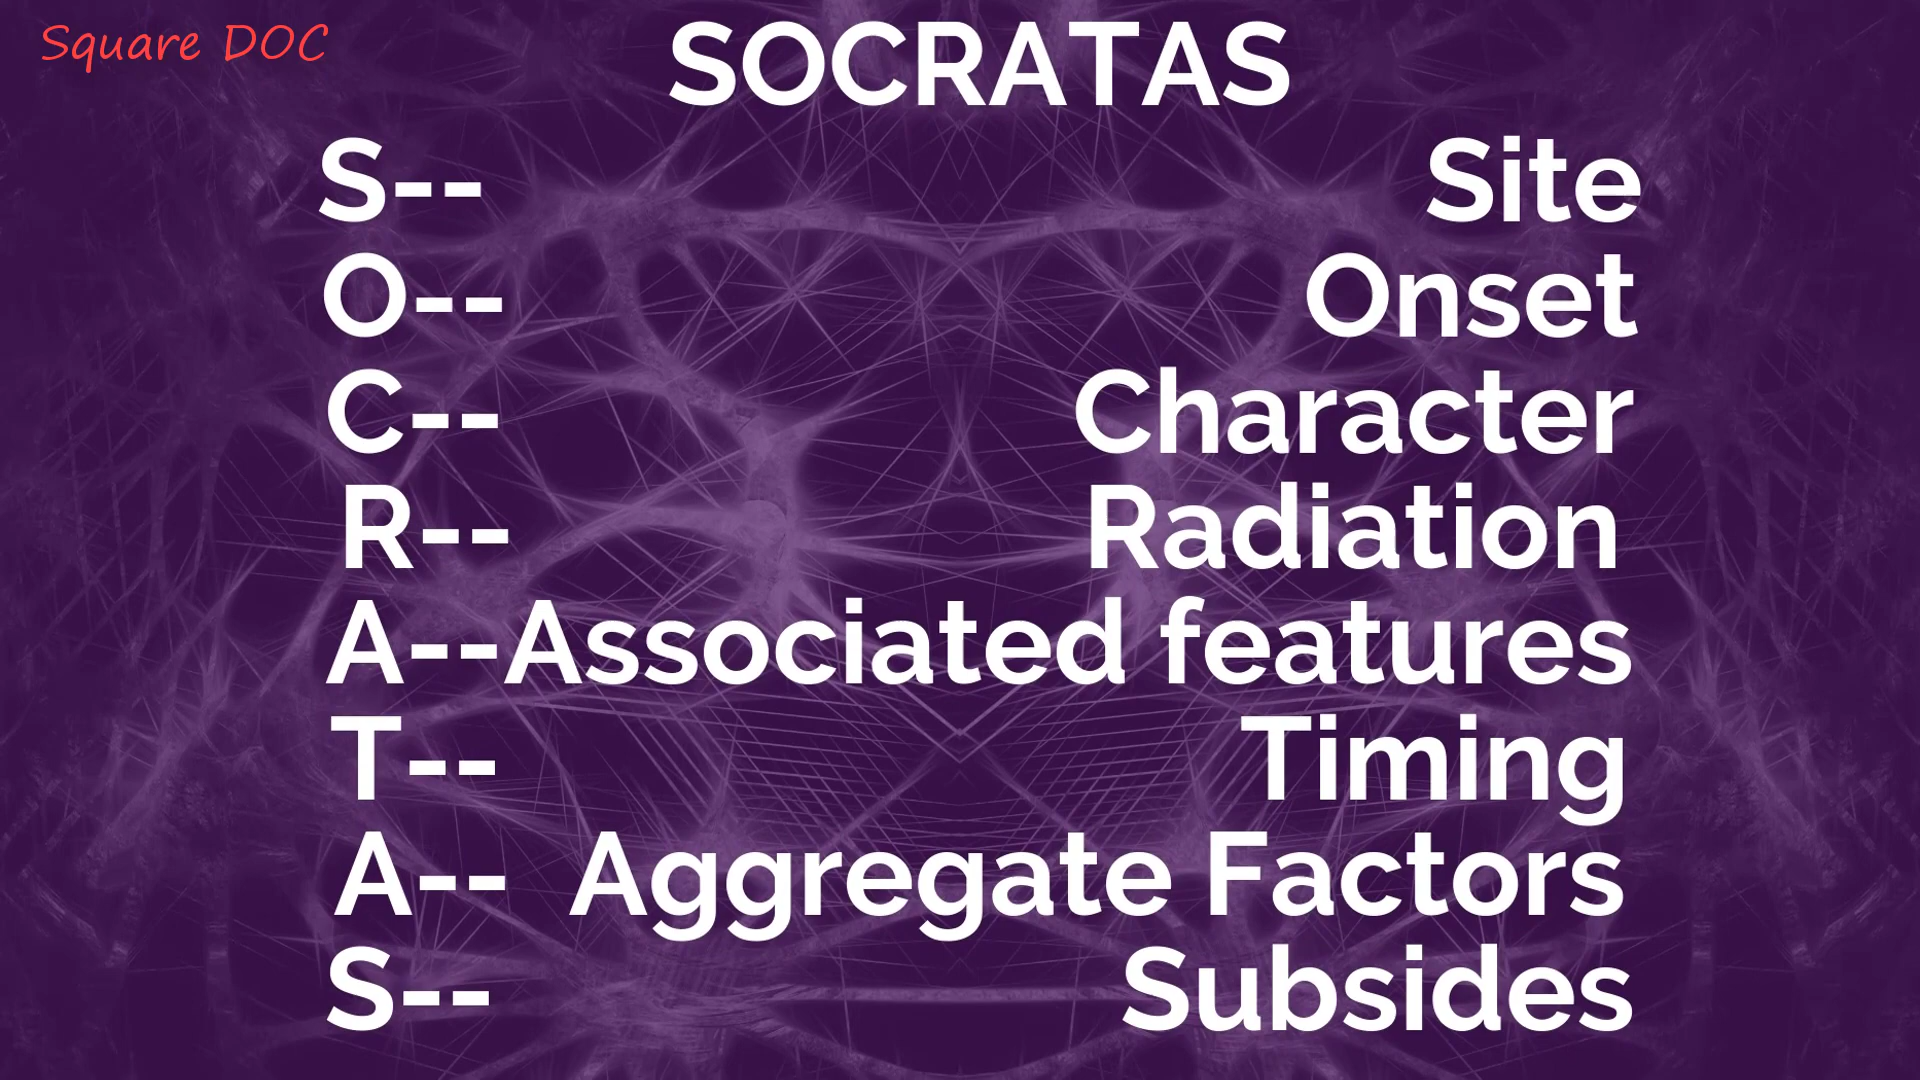 Square DOC
SOCRATAS
S-- Site
O-- Onset
C-- Character
R-- Radiation
A--Associated features
T-- Timing
A-- Aggregate Factors
S-- Subsides